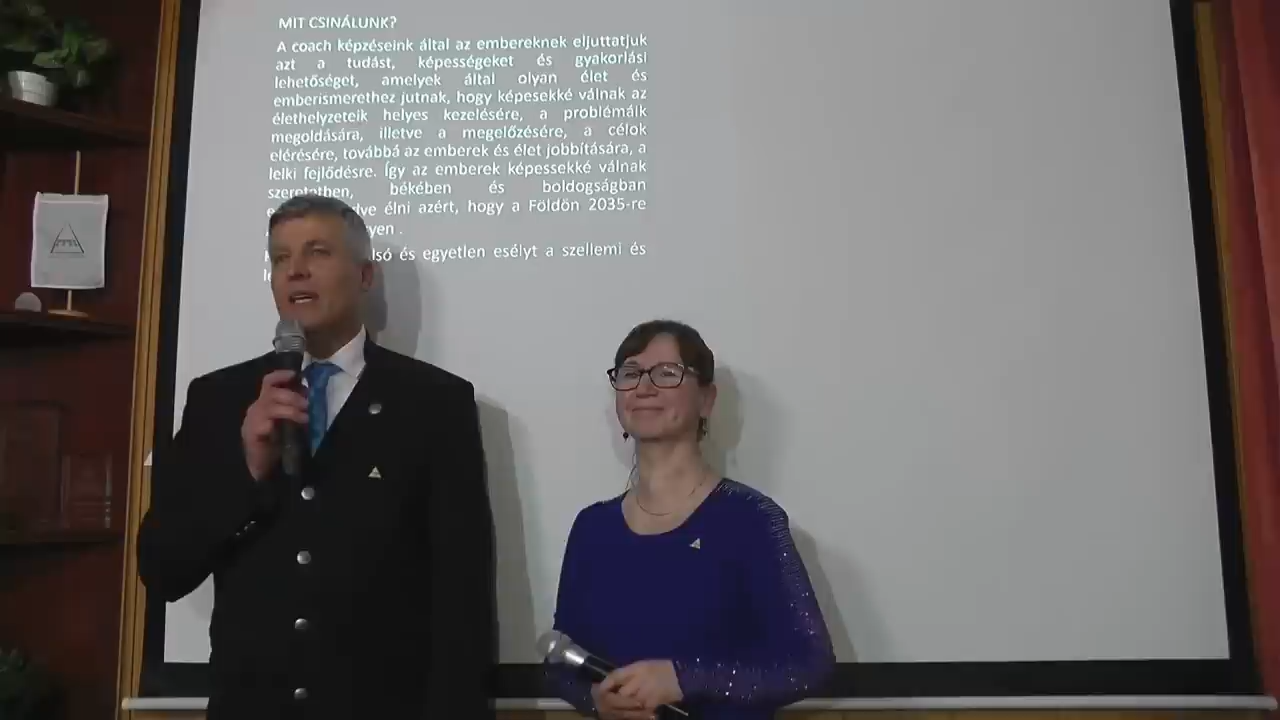 MIT CSINÁLUNK?
A coach képzéseink által az embereknek eljuttatjuk
azt a tudást, képességeket és gyakorlási
lehetőséget, amelyek által olyan élet és
emberismerethez jutnak, hogy képesekké válnak az
élethelyzeteik helyes kezelésére, a problémáik
megoldására, illetve a megelőzésére, a célok
elérésére, továbbá az emberek és élet jobbítására, a
lelki fejlődésre. Így az emberek képessekké válnak
szeretetben, békében és boldogságban
élni azért, hogy a Földön 2035-re
és egyetlen esélyt a szellemi és